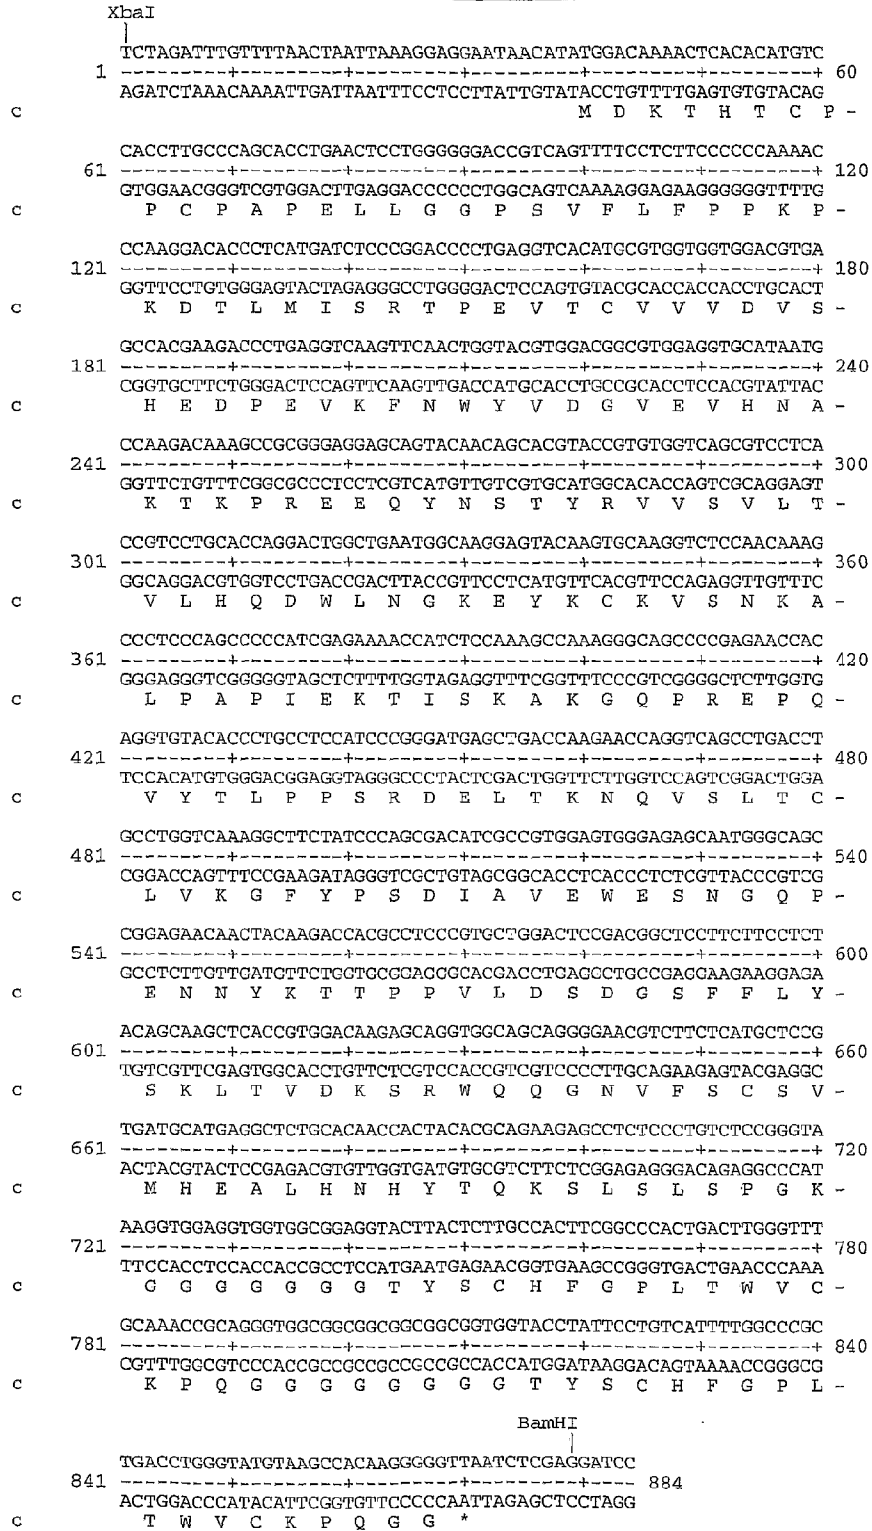 XbaI
|
TCTAGATTTGTTTTAACTAATTAAAGGAGGAATAACATATGGACAAAACTCACACATGTC
1 ---------+---------+---------+---------+---------+---------+ 60
AGATCTAAACAAAATTGATTAATTTCCTCCTTATTGTATACCTGTTTTGAGTGTGTACAG
c M D K T H T C P -
CACCTTGCCCAGCACCTGAACTCCTGGGGGGACCGTCAGTTTTCCTCTTCCCCCCAAAAC
61 ---------+---------+---------+---------+---------+---------+ 120
GTGGAACGGGTCGTGGACTTGAGGACCCCCCTGGCAGTCAAAAGGAGAAGGGGGGTTTTG
c P C P A P E L L G G P S V F L F P P K P -
CCAAGGACACCCTCATGATCTCCCGGACCCCTGAGGTCACATGCGTGGTGGTGGACGTGA
121 ---------+---------+---------+---------+---------+---------+ 180
GGTTCCTGTGGGAGTACTAGAGGGCCTGGGGACTCCAGTGTACGCACCACCACCTGCACT
c K D T L M I S R T P E V T C V V V D V S -
GCCACGAAGACCCTGAGGTCAAGTTCAACTGGTACGTGGACGGCGTGGAGGTGCATAATG
181 ---------+---------+---------+---------+---------+---------+ 240
CGGTGCTTCTGGGACTCCAGTTCAAGTTGACCATGCACCTGCCGCACCTCCACGTATTAC
c H E D P E V K F N W Y V D G V E V H N A -
CCAAGACAAAGCCGCGGGAGGAGCAGTACAACAGCACGTACCGTGTGGTCAGCGTCCTCA
241 ---------+---------+---------+---------+---------+---------+ 300
GGTTCTGTTTCGGCGCCCTCCTCGTCATGTTGTCGTGCATGGCACACCAGTCGCAGGAGT
c K T K P R E E Q Y N S T Y R V V S V L T -
CCGTCCTGCACCAGGACTGGCTGAATGGCAAGGAGTACAAGTGCAAGGTCTCCAACAAAG
301 ---------+---------+---------+---------+---------+---------+ 360
GGCAGGACGTGGTCCTGACCGACTTACCGTTCCTCATGTTCACGTTCCAGAGGTTGTTTC
c V L H Q D W L N G K E Y K C K V S N K A -
CCCTCCCAGCCCCCATCGAGAAAACCATCTCCAAAGCCAAAGGGCAGCCCCGAGAACCAC
361 ---------+---------+---------+---------+---------+---------+ 420
GGGAGGGTCGGGGGTAGCTCTTTTGGTAGAGGTTTCGGTTTCCCGTCGGGGCTCTTGGTG
c L P A P I E K T I S K A K G Q P R E P Q -
AGGTGTACACCCTGCCTCCATCCCGGGATGAGCTGACCAAGAACCAGGTCAGCCTGACCT
421 ---------+---------+---------+---------+---------+---------+ 480
TCCACATGTGGGACGGAGGTAGGGCCCTACTCGACTGGTTCTTGGTCCAGTCGGACTGGA
c V Y T L P P S R D E L T K N Q V S L T C -
GCCTGGTCAAAGGCTTCTATCCCAGCGACATCGCCGTGGAGTGGGAGAGCAATGGGCAGC
481 ---------+---------+---------+---------+---------+---------+ 540
CGGACCAGTTTCCGAAGATAGGGTCGCTGTAGCGGCACCTCACCCTCTCGTTACCCGTCG
c L V K G F Y P S D I A V E W E S N G Q P -
CGGAGAACAACTACAAGACCACGCCTCCCGTGCTGGACTCCGACGGCTCCTTCTTCCTCT
541 ---------+---------+---------+---------+---------+---------+ 600
GCCTCTTGTTGATGTTCTGGTGCGGAGGGCACGACCTGAGGCTGCCGAGGAAGAAGGAGA
c E N N Y K T T P P V L D S D G S F F L Y -
ACAGCAAGCTCACCGTGGACAAGAGCAGGTGGCAGCAGGGGAACGTCTTCTCATGCTCCG
601 ---------+---------+---------+---------+---------+---------+ 660
TGTCGTTCGAGTGGCACCTGTTCTCGTCCACCGTCGTCCCCTTGCAGAAGAGTACGAGGC
c S K L T V D K S R W Q Q G N V F S C S V -
TGATGCATGAGGCTCTGCACAACCACTACACGCAGAAGAGCCTCTCCCTGTCTCCGGGTA
661 ---------+---------+---------+---------+---------+---------+ 720
ACTACGTACTCCGAGACGTGTTGGTGATGTGCGTCTTCTCGGAGAGGGACAGAGGCCCAT
c M H E A L H N H Y T Q K S L S L S P G K -
AAGGTGGAGGTGGTGGCGGAGGTACTTACTCTTGCCACTTCGGCCCACTGACTTGGGTTT
721 ---------+---------+---------+---------+---------+---------+ 780
TTCCACCTCCACCACCGCCTCCATGAATGAGAACGGTGAAGCCGGGTGACTGAACCCAAA
c G G G G G G G T Y S C H F G P L T W V C -
GCAAACCGCAGGGTGGCGGCGGCGGCGGCGGTGGTACCTATTCCTGTCATTTTGGCCCGC
781 ---------+---------+---------+---------+---------+---------+ 840
CGTTTGGCGTCCCACCGCCGCCGCCGCCGCCACCATGGATAAGGACAGTAAAACCGGGCG
c K P Q G G G G G G G G T Y S C H F G P L -
BamHI
|
TGACCTGGGTATGTAAGCCACAAGGGGGTTAATCTCGAGGATCC
841 ---------+---------+---------+---------+---- 884
ACTGGACCCATACATTCGGTGTTCCCCCAATTAGAGCTCCTAGG
c T W V C K P Q G G *